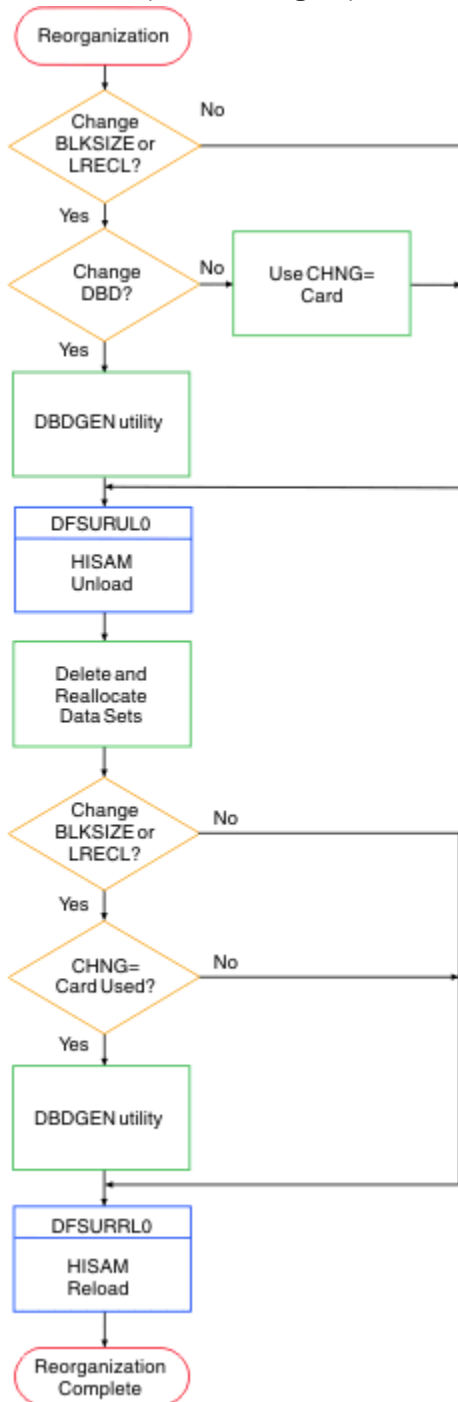 Reorganization
Change
BLKSIZE or
LRECL?
No
Yes
Change
DBD?
No
Use CHNG=
Card
Yes
DBDGEN utility
DFSURUL0
HISAM
Unload
Delete and
Reallocate
Data Sets
Change
BLKSIZE or
LRECL?
No
Yes
CHNG=
Card Used?
No
Yes
DBDGEN utility
DFSURRL0
HISAM
Reload
Reorganization
Complete